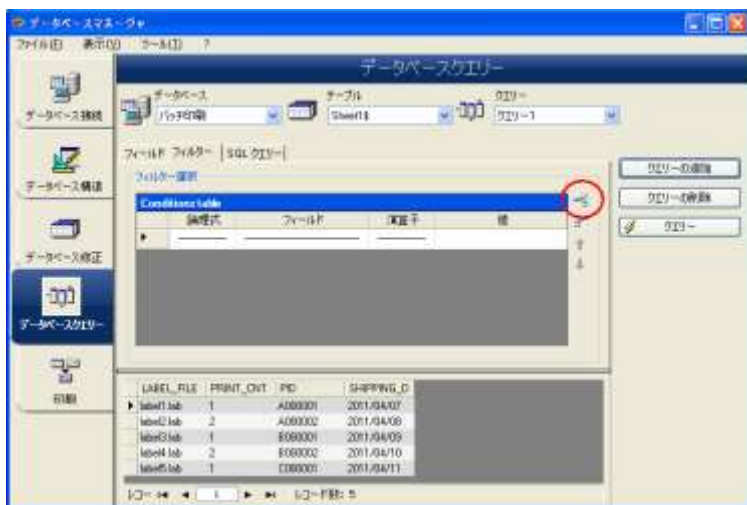 データベースマネージャ
ファイル(F) 表示(V) ツール(T) ?
データベースクエリー
データベース接続
データベース構造
データベース修正
データベースクエリー
印刷
データベース
バッチ印刷
テーブル
Sheet1$
クエリー
クエリー1
フィールド フィルター SQL クエリー
フィルター選択
Conditions table
論理式 フィールド 演算子 値
クエリーの追加
クエリーの削除
クエリー
LABEL_FILE PRINT_CNT PID SHIPPING_D
label1.lab 1 A000001 2011/04/07
label2.lab 2 A000002 2011/04/08
label3.lab 1 B000001 2011/04/09
label4.lab 2 B000002 2011/04/10
label5.lab 1 C000001 2011/04/11
レコー 1 レコード数: 5